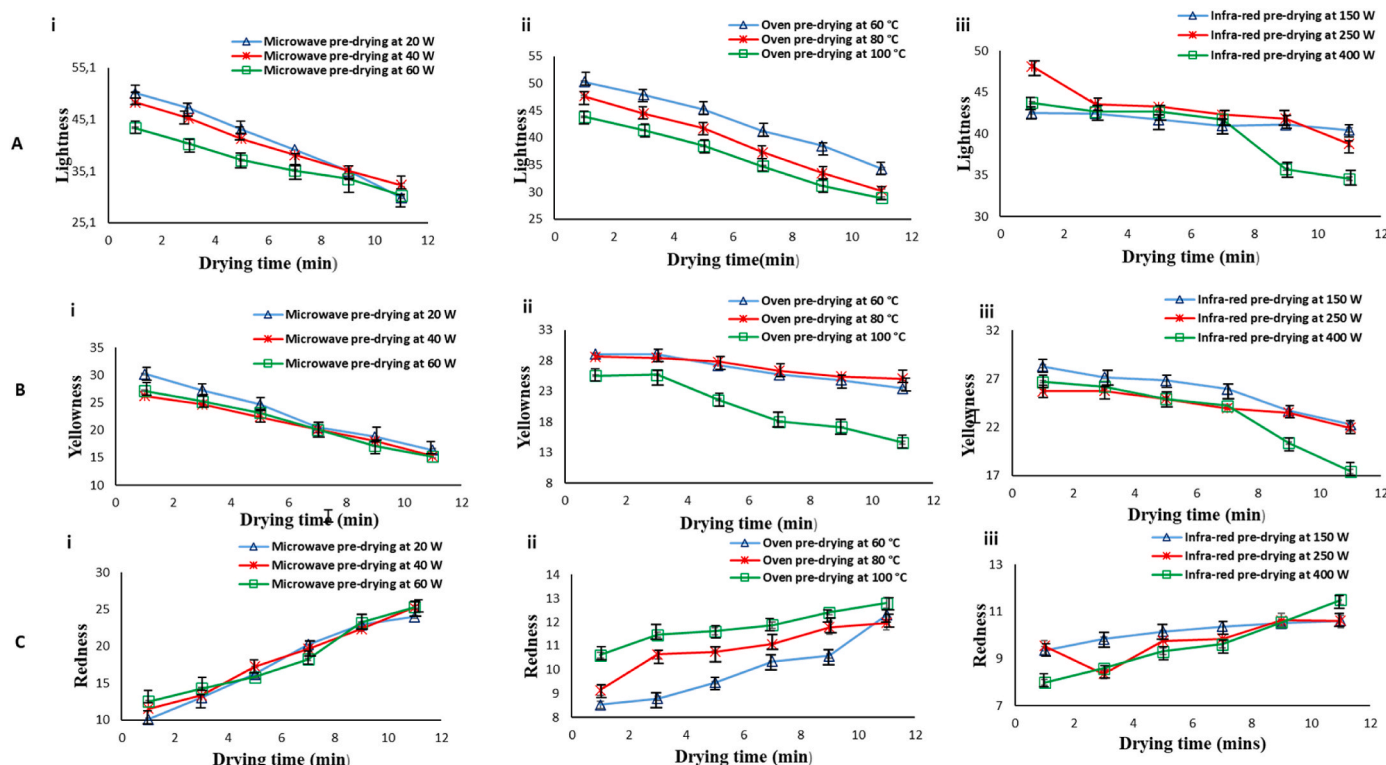 A
i
Microwave pre-drying at 20 W
Microwave pre-drying at 40 W
Microwave pre-drying at 60 W
55,1
45,1
35,1
25,1
Lightness
0 2 4 6 8 10 12
Drying time (min)
ii
Oven pre-drying at 60 °C
Oven pre-drying at 80 °C
Oven pre-drying at 100 °C
55
50
45
40
35
30
25
Lightness
0 2 4 6 8 10 12
Drying time(min)
iii
Infra-red pre-drying at 150 W
Infra-red pre-drying at 250 W
Infra-red pre-drying at 400 W
50
45
40
35
30
Lightness
0 2 4 6 8 10 12
Drying time (min)
B
i
Microwave pre-drying at 20 W
Microwave pre-drying at 40 W
Microwave pre-drying at 60 W
35
30
25
20
15
10
Yellowness
0 2 4 6 8 10 12
Drying time (min)
ii
Oven pre-drying at 60 °C
Oven pre-drying at 80 °C
Oven pre-drying at 100 °C
33
28
23
18
13
8
Yellowness
0 2 4 6 8 10 12
Drying time (min)
iii
Infra-red pre-drying at 150 W
Infra-red pre-drying at 250 W
Infra-red pre-drying at 400W
32
27
22
17
Yellowness
0 2 4 6 8 10 12
Drying time (min)
C
i
Microwave pre-drying at 20 W
Microwave pre-drying at 40 W
Microwave pre-drying at 60 W
30
25
20
15
10
Redness
0 2 4 6 8 10 12
Drying time (min)
ii
Oven pre-drying at 60 °C
Oven pre-drying at 80 °C
Oven pre-drying at 100 °C
14
13
12
11
10
9
8
Redness
0 2 4 6 8 10 12
Drying time (min)
iii
Infra-red pre-drying at 150 W
Infra-red pre-drying at 250 W
Infra-red pre-drying at 400 W
13
11
9
7
Redness
0 2 4 6 8 10 12
Drying time (mins)